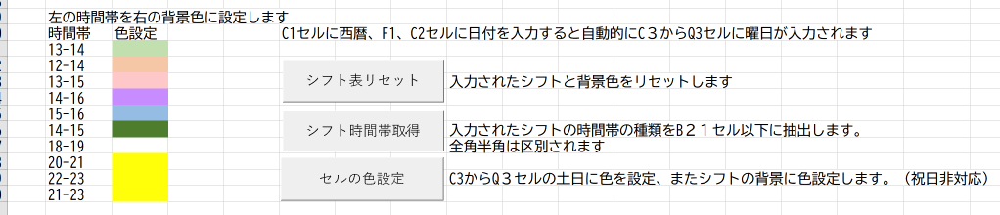 左の時間帯を右の背景色に設定します
時間帯 色設定 C1セルに西暦、F1、C2セルに日付を入力すると自動的にC３からQ3セルに曜日が入力されます
13-14
12-14
13-15 シフト表リセット 入力されたシフトと背景色をリセットします
14-16
15-16
14-15 シフト時間帯取得 入力されたシフトの時間帯の種類をB２１セル以下に抽出します。
18-19 全角半角は区別されます
20-21
22-23 セルの色設定 C3からQ３セルの土日に色を設定、またシフトの背景に色設定します。（祝日非対応）
21-23